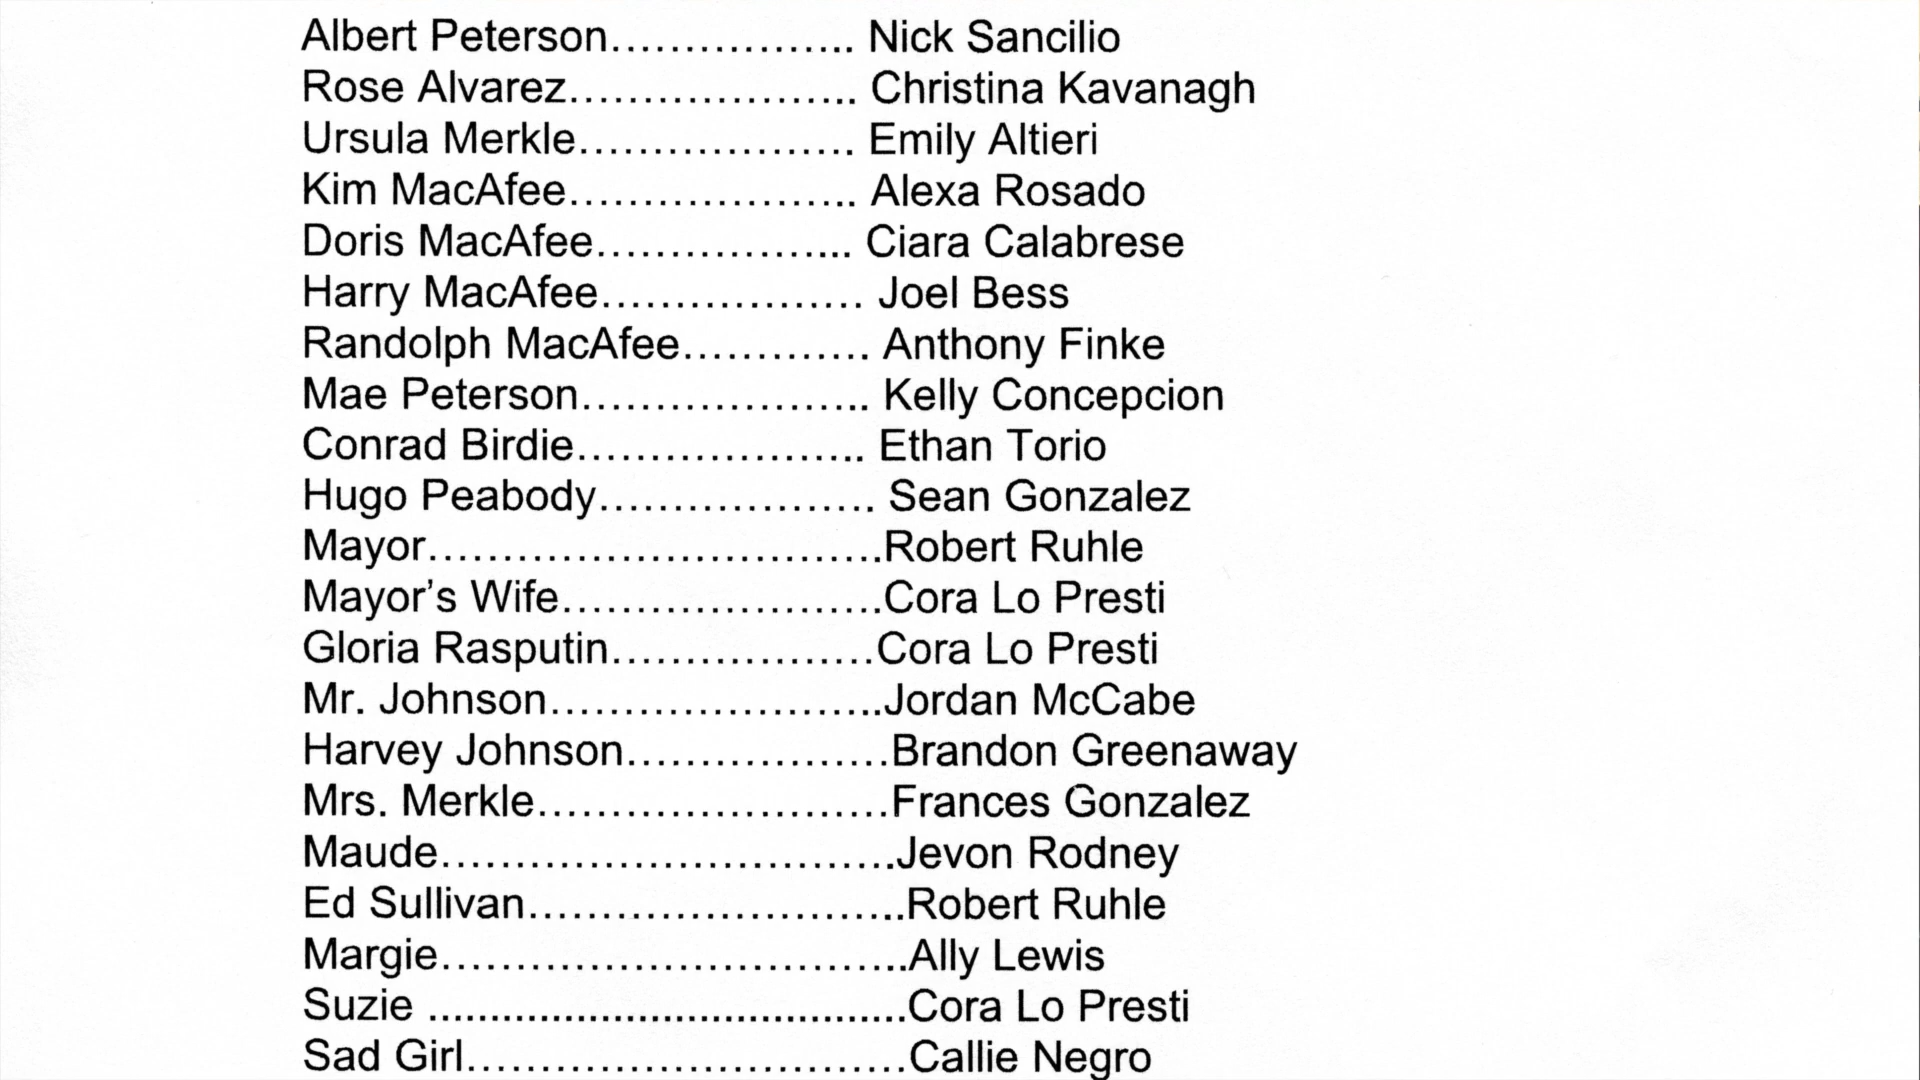 Albert Peterson................. Nick Sancilio
Rose Alvarez.................... Christina Kavanagh
Ursula Merkle................... Emily Altieri
Kim MacAfee.................... Alexa Rosado
Doris MacAfee.................. Ciara Calabrese
Harry MacAfee.................. Joel Bess
Randolph MacAfee............. Anthony Finke
Mae Peterson.................... Kelly Concepcion
Conrad Birdie.................... Ethan Torio
Hugo Peabody................... Sean Gonzalez
Mayor...............................Robert Ruhle
Mayor’s Wife......................Cora Lo Presti
Gloria Rasputin..................Cora Lo Presti
Mr. Johnson.......................Jordan McCabe
Harvey Johnson..................Brandon Greenaway
Mrs. Merkle........................Frances Gonzalez
Maude...............................Jevon Rodney
Ed Sullivan..........................Robert Ruhle
Margie................................Ally Lewis
Suzie ......................................Cora Lo Presti
Sad Girl..............................Callie Negro